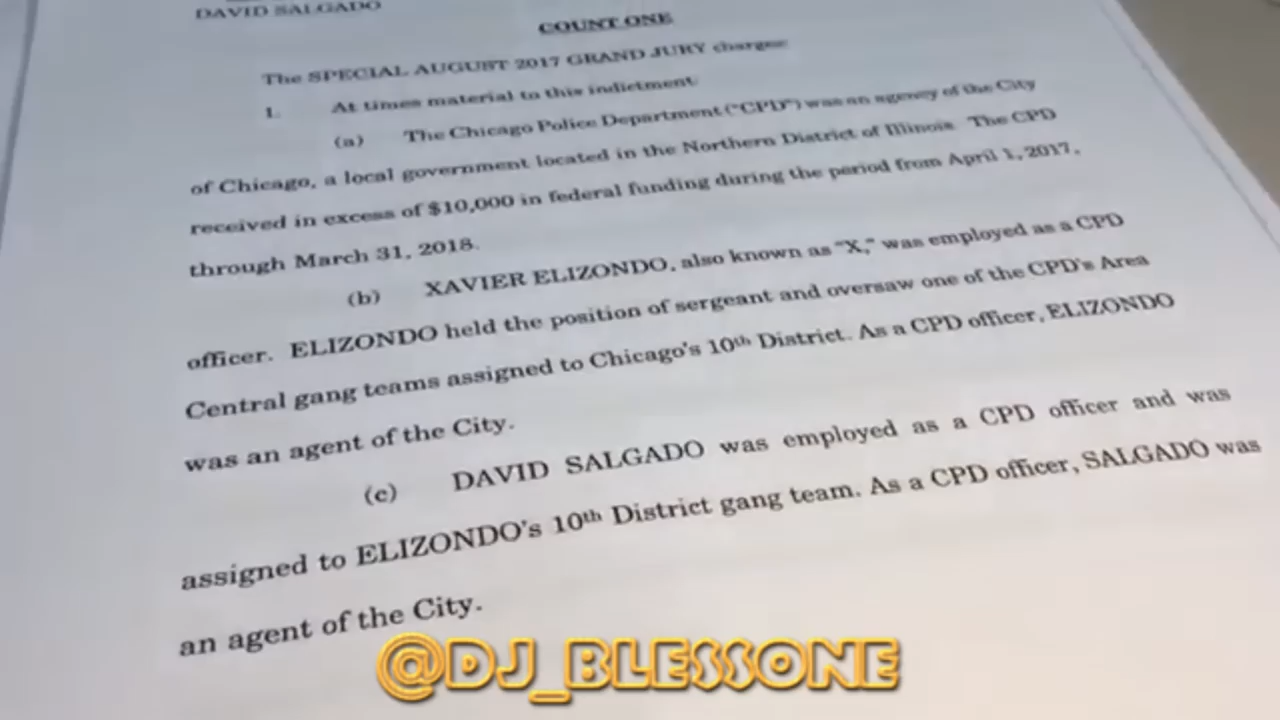 DAVID SALGADO
COUNT ONE
The SPECIAL AUGUST 2017 GRAND JURY charges:
1. At times material to this indictment:
(a) The Chicago Police Department ("CPD") was an agency of the City
of Chicago, a local government located in the Northern District of Illinois. The CPD
received in excess of $10,000 in federal funding during the period from April 1, 2017,
through March 31, 2018.
(b) XAVIER ELIZONDO, also known as "X," was employed as a CPD
officer. ELIZONDO held the position of sergeant and oversaw one of the CPD's Area
Central gang teams assigned to Chicago's 10th District. As a CPD officer, ELIZONDO
was an agent of the City.
(c) DAVID SALGADO was employed as a CPD officer and was
assigned to ELIZONDO's 10th District gang team. As a CPD officer, SALGADO was
an agent of the City.
@DJ_BLESSONE